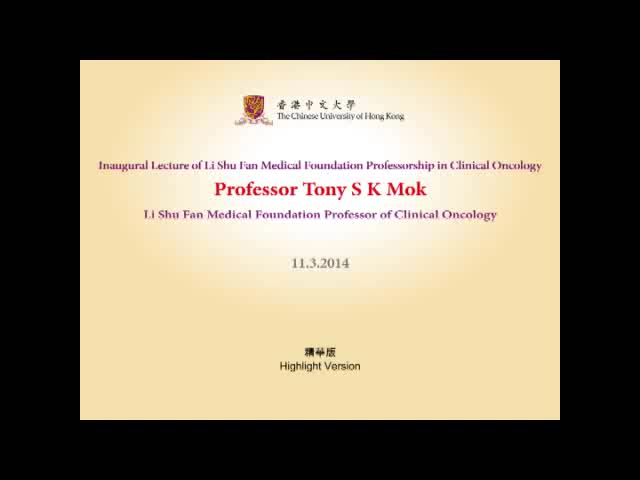 香港中文大學
The Chinese University of Hong Kong
Inaugural Lecture of Li Shu Fan Medical Foundation Professorship in Clinical Oncology
Professor Tony S K Mok
Li Shu Fan Medical Foundation Professor of Clinical Oncology
11.3.2014
精華版
Highlight Version